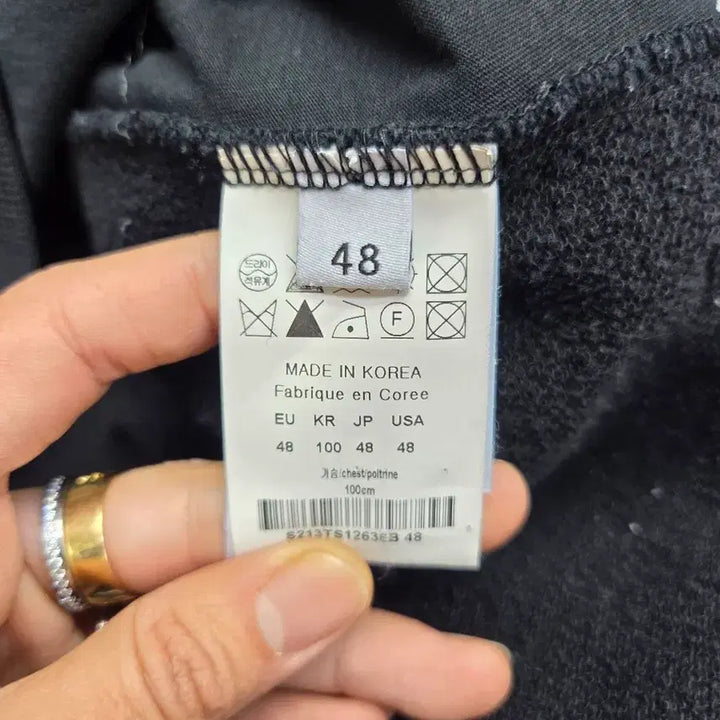 48
드라이
석유계
F
MADE IN KOREA
Fabrique en Coree
EU KR JP USA
48 100 48 48
가슴/chest/poitrine
100cm
S213TS1263EB 48